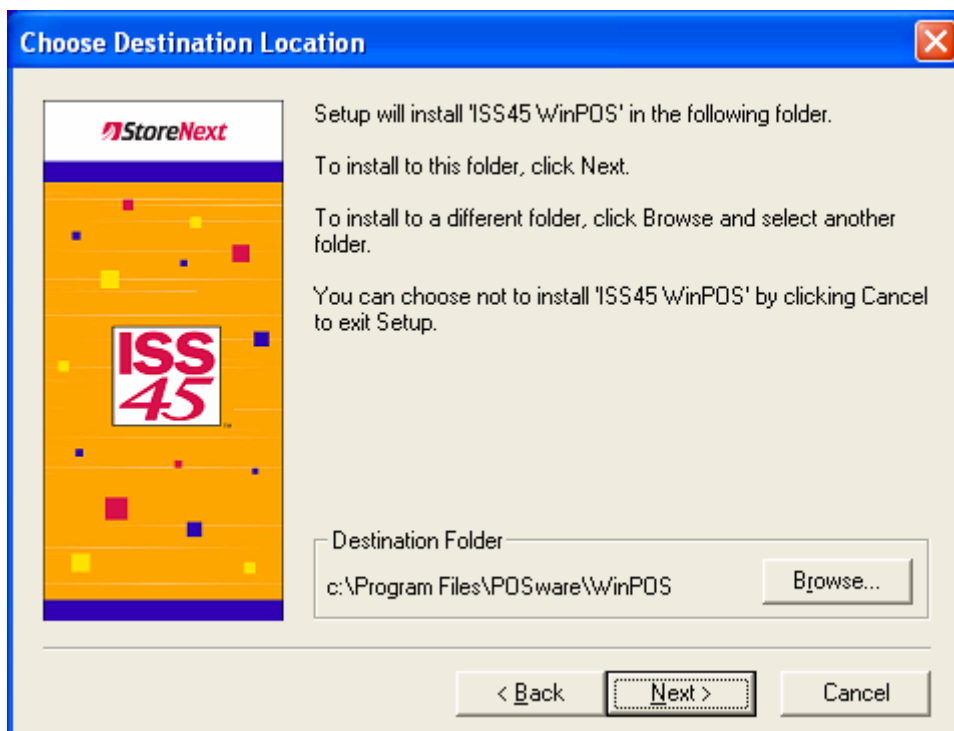 Choose Destination Location
StoreNext
Setup will install 'ISS45 WinPOS' in the following folder.
To install to this folder, click Next.
To install to a different folder, click Browse and select another
folder.
You can choose not to install 'ISS45 WinPOS' by clicking Cancel
to exit Setup.
ISS
45
™
Destination Folder
c:\Program Files\POSware\WinPOS
Browse...
< Back
Next >
Cancel